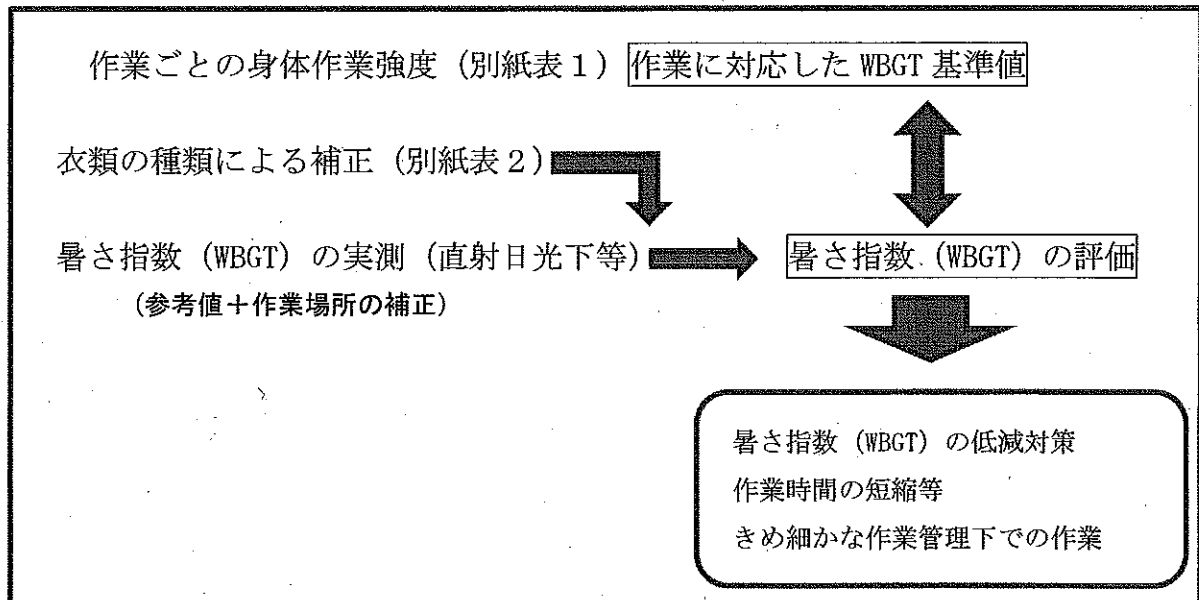 作業ごとの身体作業強度（別紙表１） 作業に対応した WBGT 基準値
衣類の種類による補正（別紙表２）
暑さ指数（WBGT）の実測（直射日光下等） 暑さ指数（WBGT）の評価
（参考値＋作業場所の補正）
暑さ指数（WBGT）の低減対策
作業時間の短縮等
きめ細かな作業管理下での作業